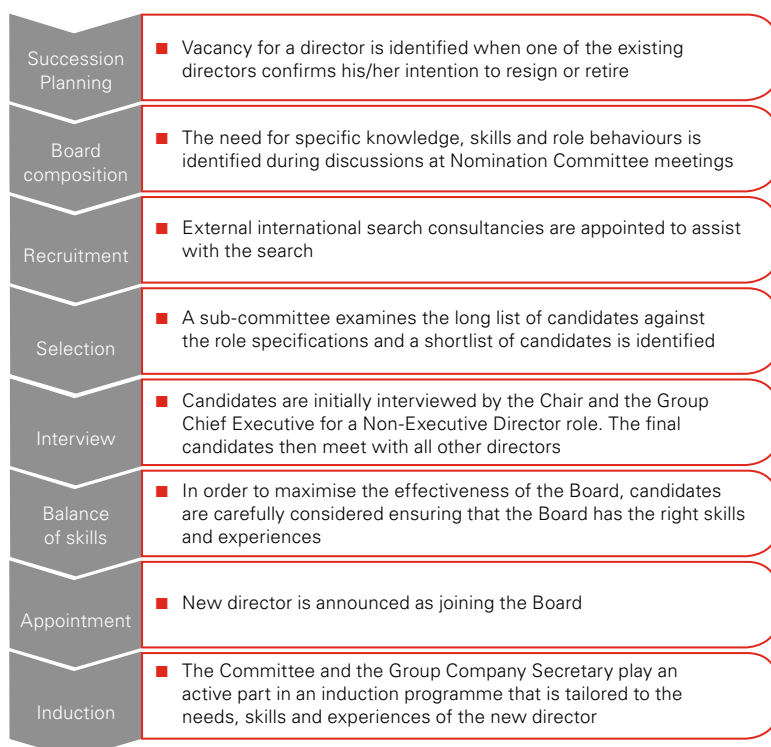 Succession
Planning
■ Vacancy for a director is identified when one of the existing
directors confirms his/her intention to resign or retire
Board
composition
■ The need for specific knowledge, skills and role behaviours is
identified during discussions at Nomination Committee meetings
Recruitment
■ External international search consultancies are appointed to assist
with the search
Selection
■ A sub-committee examines the long list of candidates against
the role specifications and a shortlist of candidates is identified
Interview
■ Candidates are initially interviewed by the Chair and the Group
Chief Executive for a Non-Executive Director role. The final
candidates then meet with all other directors
Balance
of skills
■ In order to maximise the effectiveness of the Board, candidates
are carefully considered ensuring that the Board has the right skills
and experiences
Appointment
■ New director is announced as joining the Board
Induction
■ The Committee and the Group Company Secretary play an
active part in an induction programme that is tailored to the
needs, skills and experiences of the new director